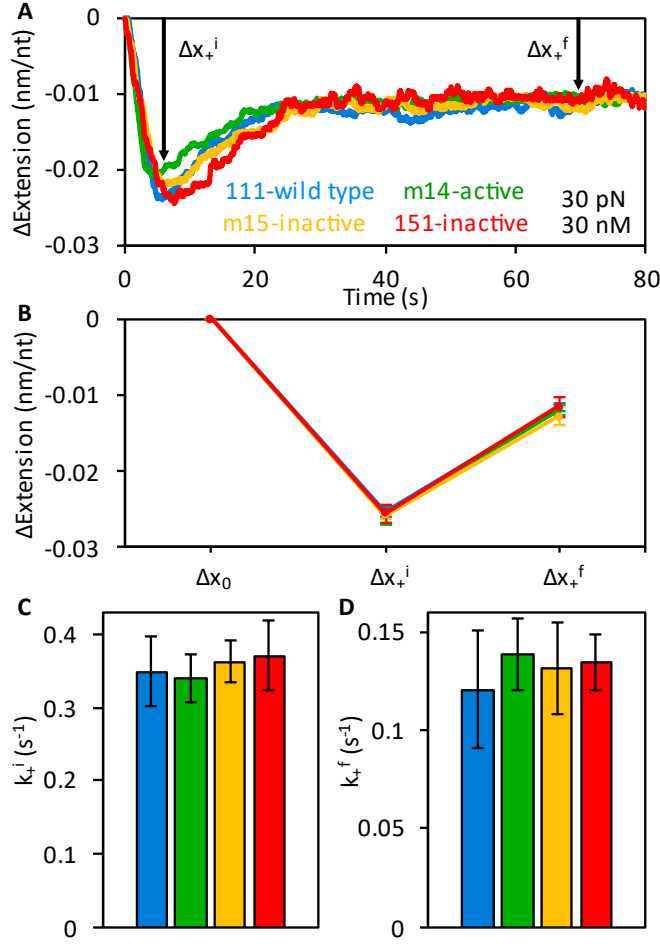 A
0
-0.01
-0.02
-0.03
ΔExtension (nm/nt)
Δx₊ⁱ
Δx₊ᶠ
111-wild type m14-active
m15-inactive 151-inactive
30 pN
30 nM
0 20 40 60 80
Time (s)
B
0
-0.01
-0.02
-0.03
ΔExtension (nm/nt)
Δx₀ Δx₊ⁱ Δx₊ᶠ
C
0.4
0.3
0.2
0.1
0
k₊ⁱ (s⁻¹)
D
0.15
0.1
0.05
0
k₊ᶠ (s⁻¹)